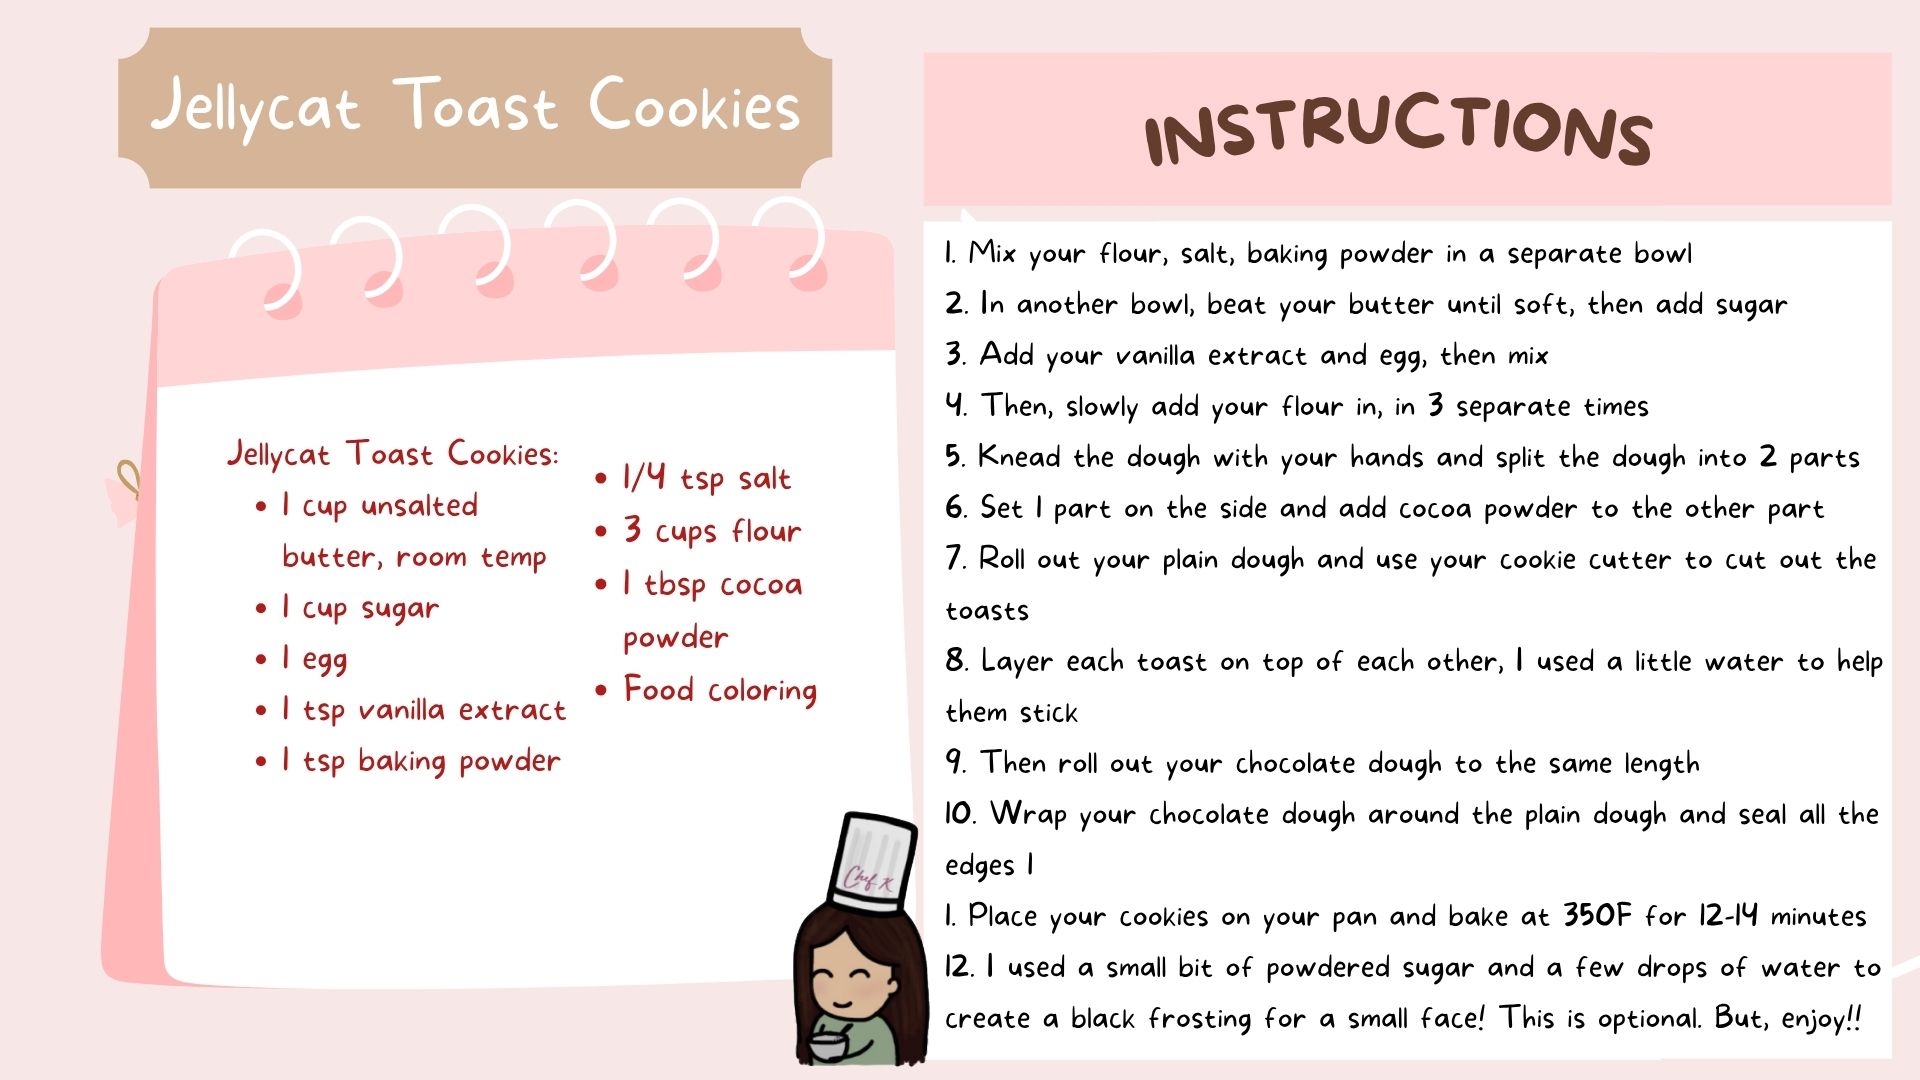 Jellycat Toast Cookies
Jellycat Toast Cookies:
• 1 cup unsalted
butter, room temp
• 1 cup sugar
• 1 egg
• 1 tsp vanilla extract
• 1 tsp baking powder
• 1/4 tsp salt
• 3 cups flour
• 1 tbsp cocoa
powder
• Food coloring
Chef K
INSTRUCTIONS
1. Mix your flour, salt, baking powder in a separate bowl
2. In another bowl, beat your butter until soft, then add sugar
3. Add your vanilla extract and egg, then mix
4. Then, slowly add your flour in, in 3 separate times
5. Knead the dough with your hands and split the dough into 2 parts
6. Set 1 part on the side and add cocoa powder to the other part
7. Roll out your plain dough and use your cookie cutter to cut out the
toasts
8. Layer each toast on top of each other, I used a little water to help
them stick
9. Then roll out your chocolate dough to the same length
10. Wrap your chocolate dough around the plain dough and seal all the
edges 1
1. Place your cookies on your pan and bake at 350F for 12-14 minutes
12. I used a small bit of powdered sugar and a few drops of water to
create a black frosting for a small face! This is optional. But, enjoy!!